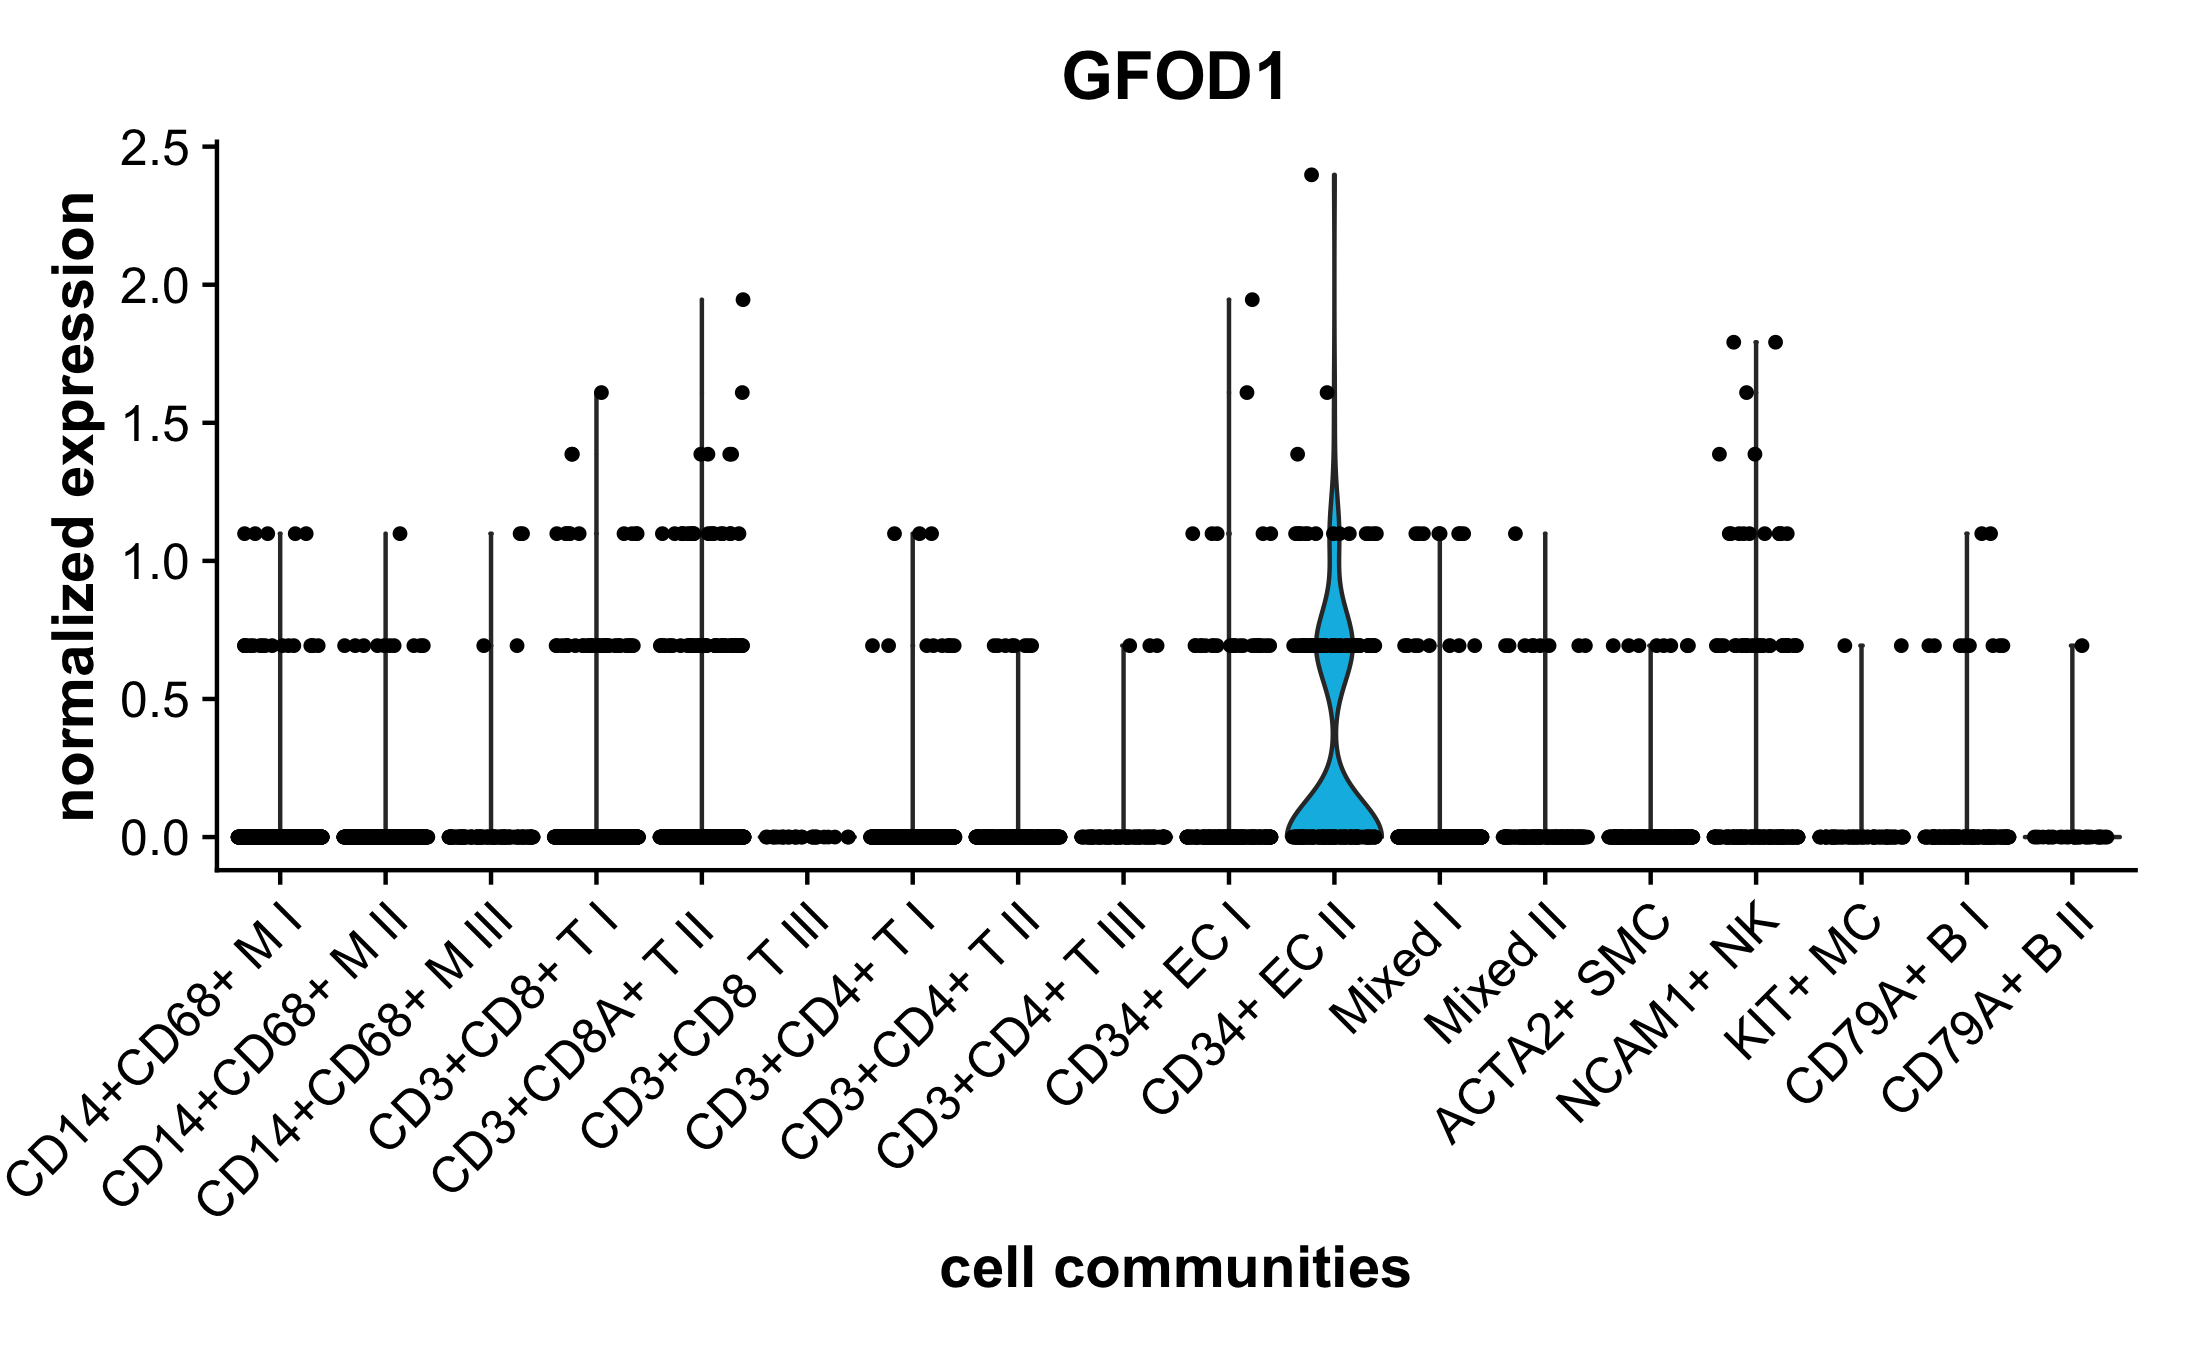 GFOD1
normalized expression
2.5
2.0
1.5
1.0
0.5
0.0
CD14+CD68+ M I
CD14+CD68+ M II
CD14+CD68+ M III
CD3+CD8+ T I
CD3+CD8A+ T II
CD3+CD8 T III
CD3+CD4+ T I
CD3+CD4+ T II
CD3+CD4+ T III
CD34+ EC I
CD34+ EC II
Mixed I
Mixed II
ACTA2+ SMC
NCAM1+ NK
KIT+ MC
CD79A+ B I
CD79A+ B II
cell communities